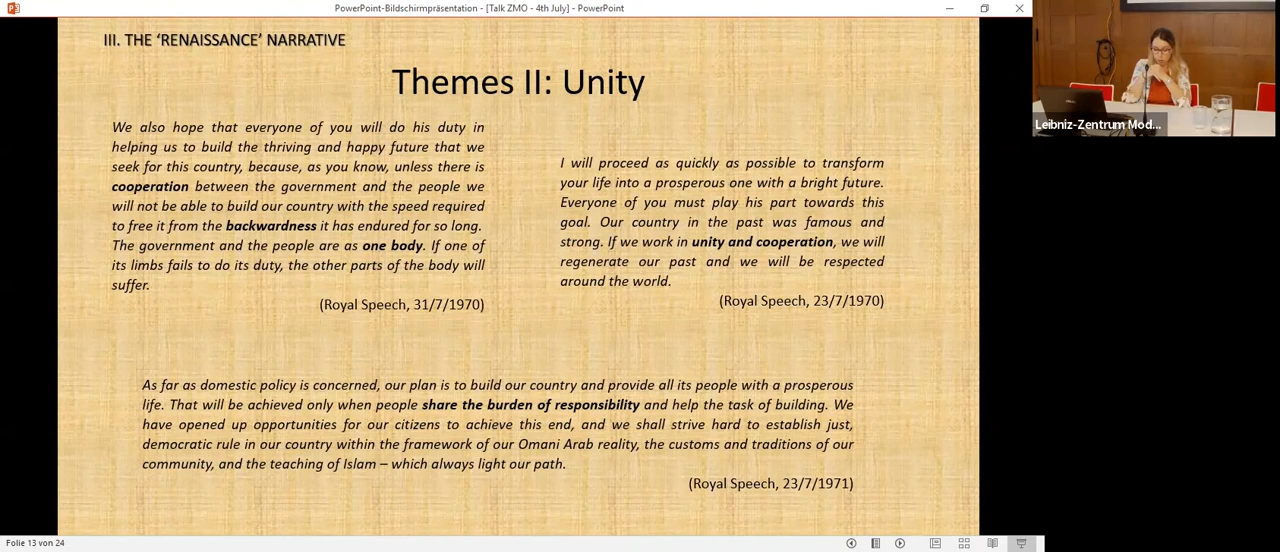 PowerPoint-Bildschirmpräsentation - [Talk ZMO - 4th July] - PowerPoint
III. THE ‘RENAISSANCE’ NARRATIVE
Themes II: Unity
We also hope that everyone of you will do his duty in
helping us to build the thriving and happy future that we
seek for this country, because, as you know, unless there is
cooperation between the government and the people we
will not be able to build our country with the speed required
to free it from the backwardness it has endured for so long.
The government and the people are as one body. If one of
its limbs fails to do its duty, the other parts of the body will
suffer.
(Royal Speech, 31/7/1970)
I will proceed as quickly as possible to transform
your life into a prosperous one with a bright future.
Everyone of you must play his part towards this
goal. Our country in the past was famous and
strong. If we work in unity and cooperation, we will
regenerate our past and we will be respected
around the world.
(Royal Speech, 23/7/1970)
As far as domestic policy is concerned, our plan is to build our country and provide all its people with a prosperous
life. That will be achieved only when people share the burden of responsibility and help the task of building. We
have opened up opportunities for our citizens to achieve this end, and we shall strive hard to establish just,
democratic rule in our country within the framework of our Omani Arab reality, the customs and traditions of our
community, and the teaching of Islam – which always light our path.
(Royal Speech, 23/7/1971)
Leibniz-Zentrum Mod...
Folie 13 von 24